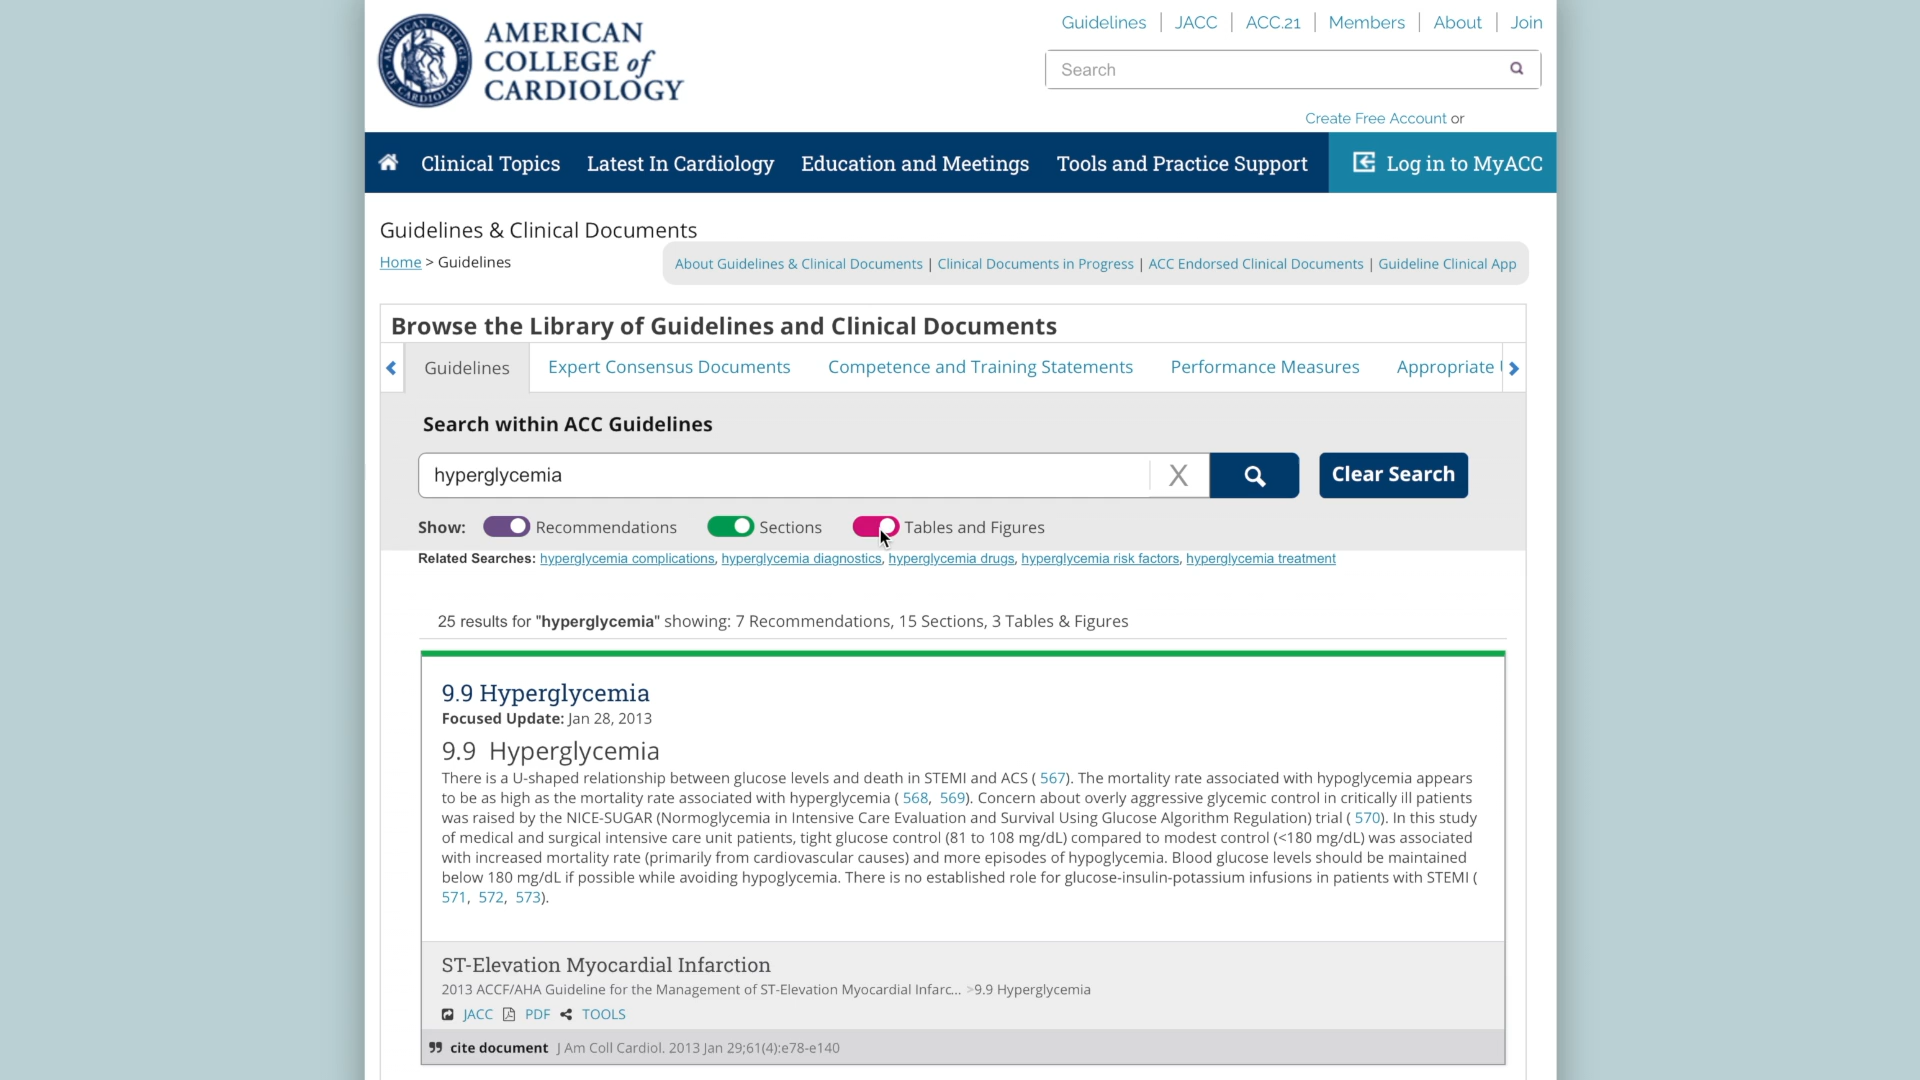 AMERICAN
COLLEGE of
CARDIOLOGY
AMERICAN COLLEGE OF CARDIOLOGY
Guidelines JACC ACC.21 Members About Join
Search
Create Free Account or
Clinical Topics Latest In Cardiology Education and Meetings Tools and Practice Support Log in to MyACC
Guidelines & Clinical Documents
Home > Guidelines
About Guidelines & Clinical Documents | Clinical Documents in Progress | ACC Endorsed Clinical Documents | Guideline Clinical App
Browse the Library of Guidelines and Clinical Documents
Guidelines Expert Consensus Documents Competence and Training Statements Performance Measures Appropriate
Search within ACC Guidelines
hyperglycemia X Clear Search
Show: Recommendations Sections Tables and Figures
Related Searches: hyperglycemia complications, hyperglycemia diagnostics, hyperglycemia drugs, hyperglycemia risk factors, hyperglycemia treatment
25 results for "hyperglycemia" showing: 7 Recommendations, 15 Sections, 3 Tables & Figures
9.9 Hyperglycemia
Focused Update: Jan 28, 2013
9.9 Hyperglycemia
There is a U-shaped relationship between glucose levels and death in STEMI and ACS ( 567). The mortality rate associated with hypoglycemia appears
to be as high as the mortality rate associated with hyperglycemia ( 568, 569). Concern about overly aggressive glycemic control in critically ill patients
was raised by the NICE-SUGAR (Normoglycemia in Intensive Care Evaluation and Survival Using Glucose Algorithm Regulation) trial ( 570). In this study
of medical and surgical intensive care unit patients, tight glucose control (81 to 108 mg/dL) compared to modest control (<180 mg/dL) was associated
with increased mortality rate (primarily from cardiovascular causes) and more episodes of hypoglycemia. Blood glucose levels should be maintained
below 180 mg/dL if possible while avoiding hypoglycemia. There is no established role for glucose-insulin-potassium infusions in patients with STEMI (
571, 572, 573).
ST-Elevation Myocardial Infarction
2013 ACCF/AHA Guideline for the Management of ST-Elevation Myocardial Infarc... >9.9 Hyperglycemia
JACC PDF TOOLS
cite document J Am Coll Cardiol. 2013 Jan 29;61(4):e78-e140